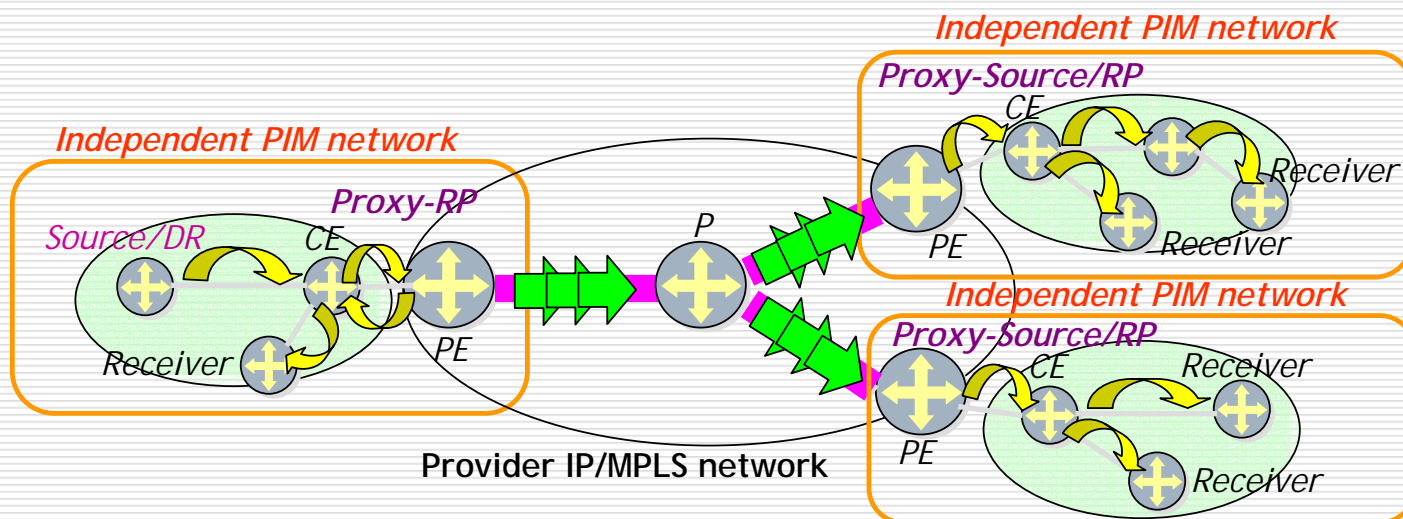 Independent PIM network
Proxy-RP
Source/DR
CE
Receiver
PE
P
Provider IP/MPLS network
Independent PIM network
Proxy-Source/RP
CE
Receiver
PE
Receiver
Independent PIM network
Proxy-Source/RP
CE
Receiver
PE
Receiver